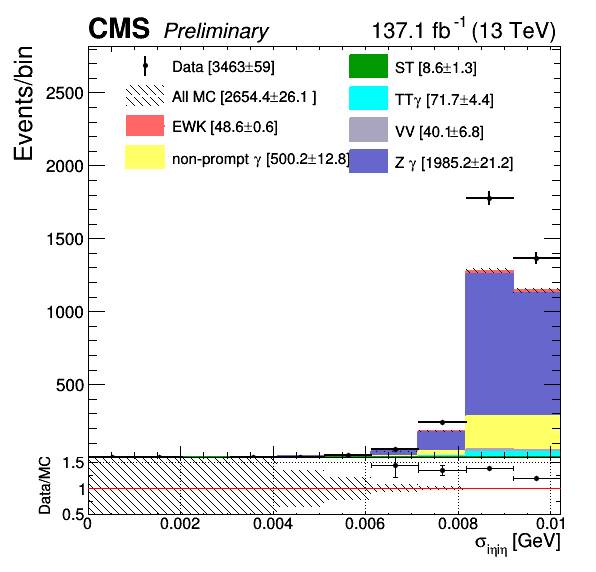 CMS Preliminary 137.1 fb⁻¹ (13 TeV)
Events/bin
Data [3463±59]
All MC [2654.4±26.1 ]
EWK [48.6±0.6]
non-prompt γ [500.2±12.8]
ST [8.6±1.3]
TTγ [71.7±4.4]
VV [40.1±6.8]
Z γ [1985.2±21.2]
2500
2000
1500
1000
500
Data/MC
1.5
1
0.5
0 0.002 0.004 0.006 0.008 0.01
σiηiη [GeV]